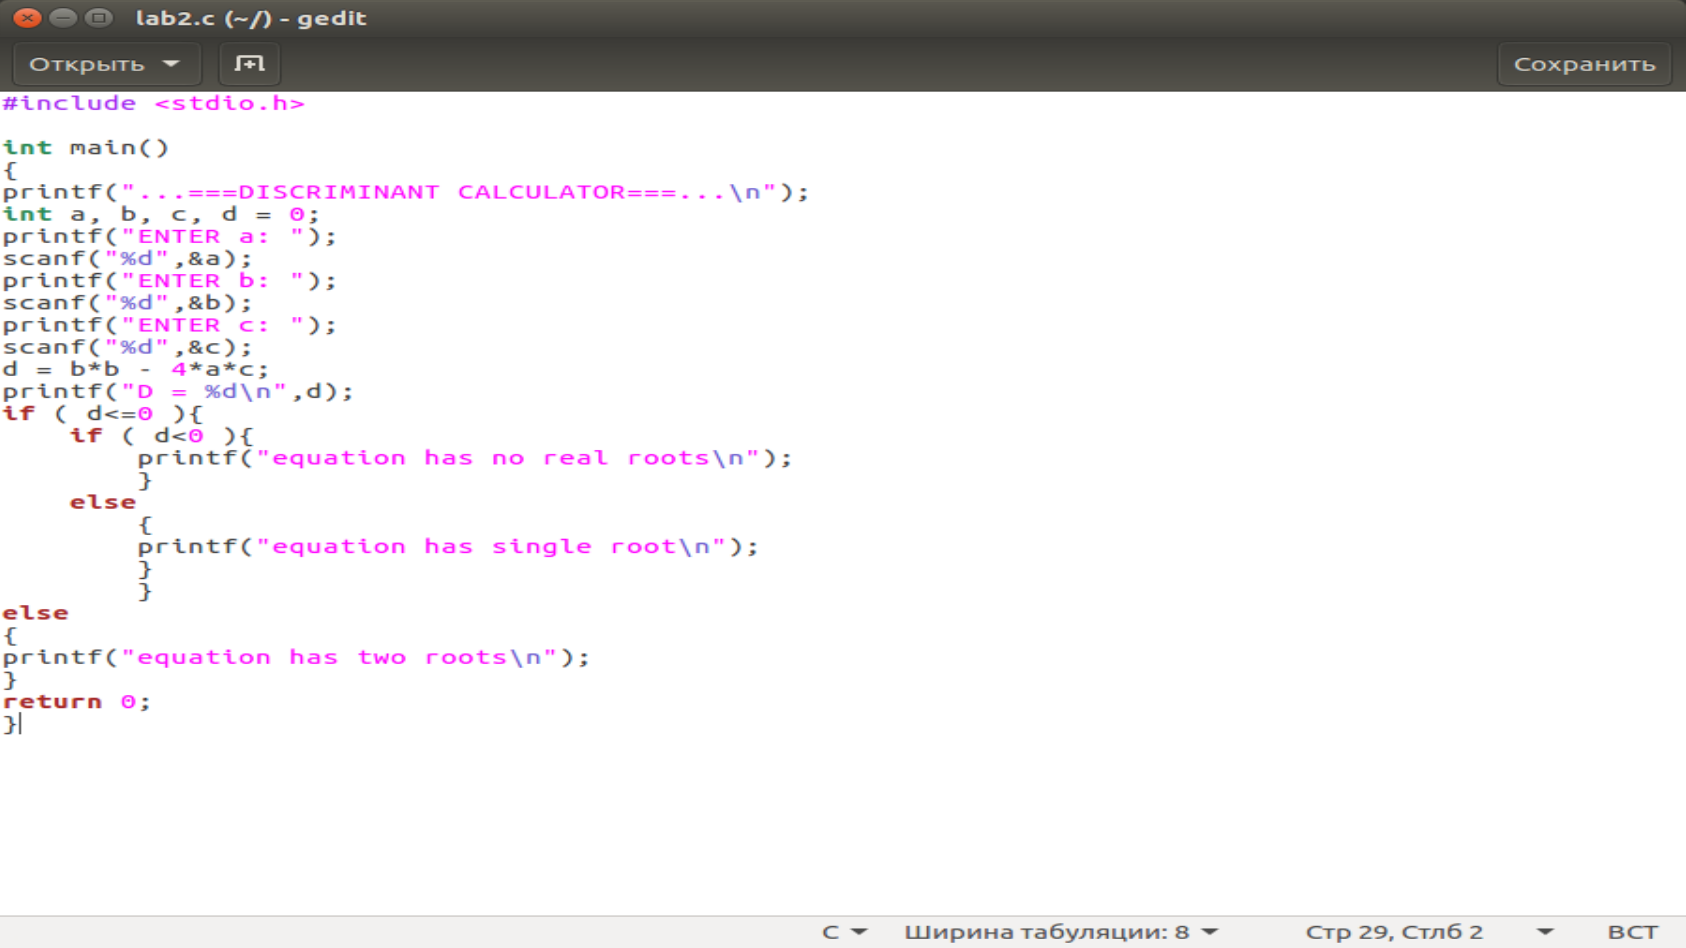 lab2.c (~/) - gedit
Открыть
Сохранить
#include <stdio.h>

int main()
{
printf("...===DISCRIMINANT CALCULATOR===...\n");
int a, b, c, d = 0;
printf("ENTER a: ");
scanf("%d",&a);
printf("ENTER b: ");
scanf("%d",&b);
printf("ENTER c: ");
scanf("%d",&c);
d = b*b - 4*a*c;
printf("D = %d\n",d);
if ( d<=0 ){
    if ( d<0 ){
        printf("equation has no real roots\n");
        }
    else
        {
        printf("equation has single root\n");
        }
        }
else
{
printf("equation has two roots\n");
}
return 0;
}
C Ширина табуляции: 8 Стр 29, Стлб 2 ВСТ